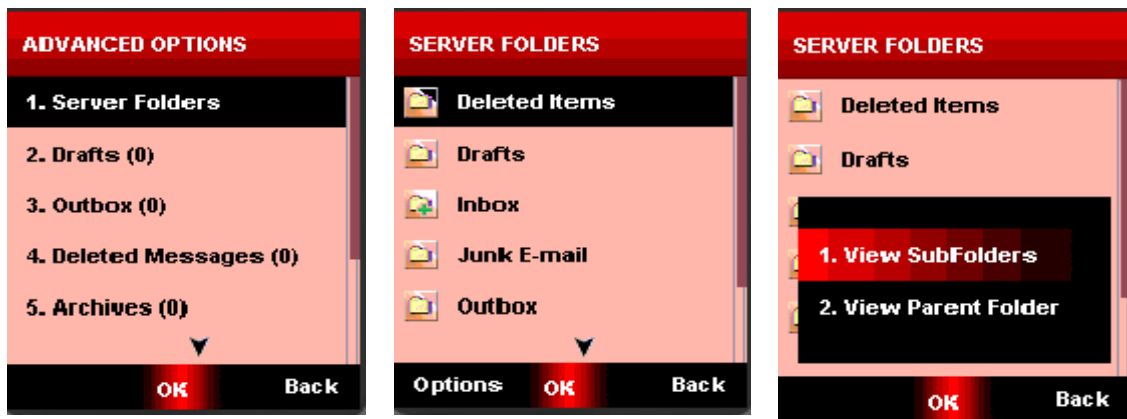 ADVANCED OPTIONS
1. Server Folders
2. Drafts (0)
3. Outbox (0)
4. Deleted Messages (0)
5. Archives (0)
OK
Back
SERVER FOLDERS
Deleted Items
Drafts
Inbox
Junk E-mail
Outbox
Options
OK
Back
SERVER FOLDERS
Deleted Items
Drafts
1. View SubFolders
2. View Parent Folder
OK
Back